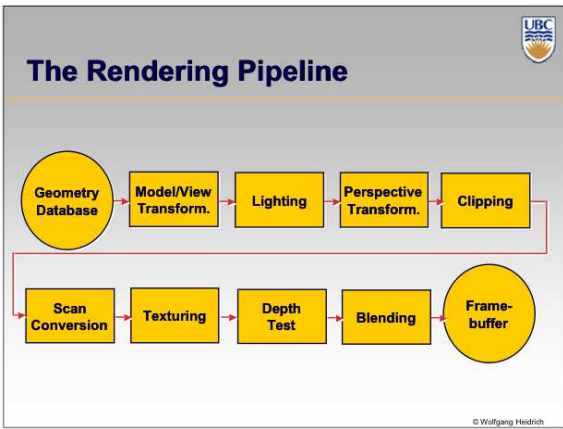 UBC
The Rendering Pipeline
Geometry
Database
Model/View
Transform.
Lighting
Perspective
Transform.
Clipping
Scan
Conversion
Texturing
Depth
Test
Blending
Frame-
buffer
© Wolfgang Heidrich